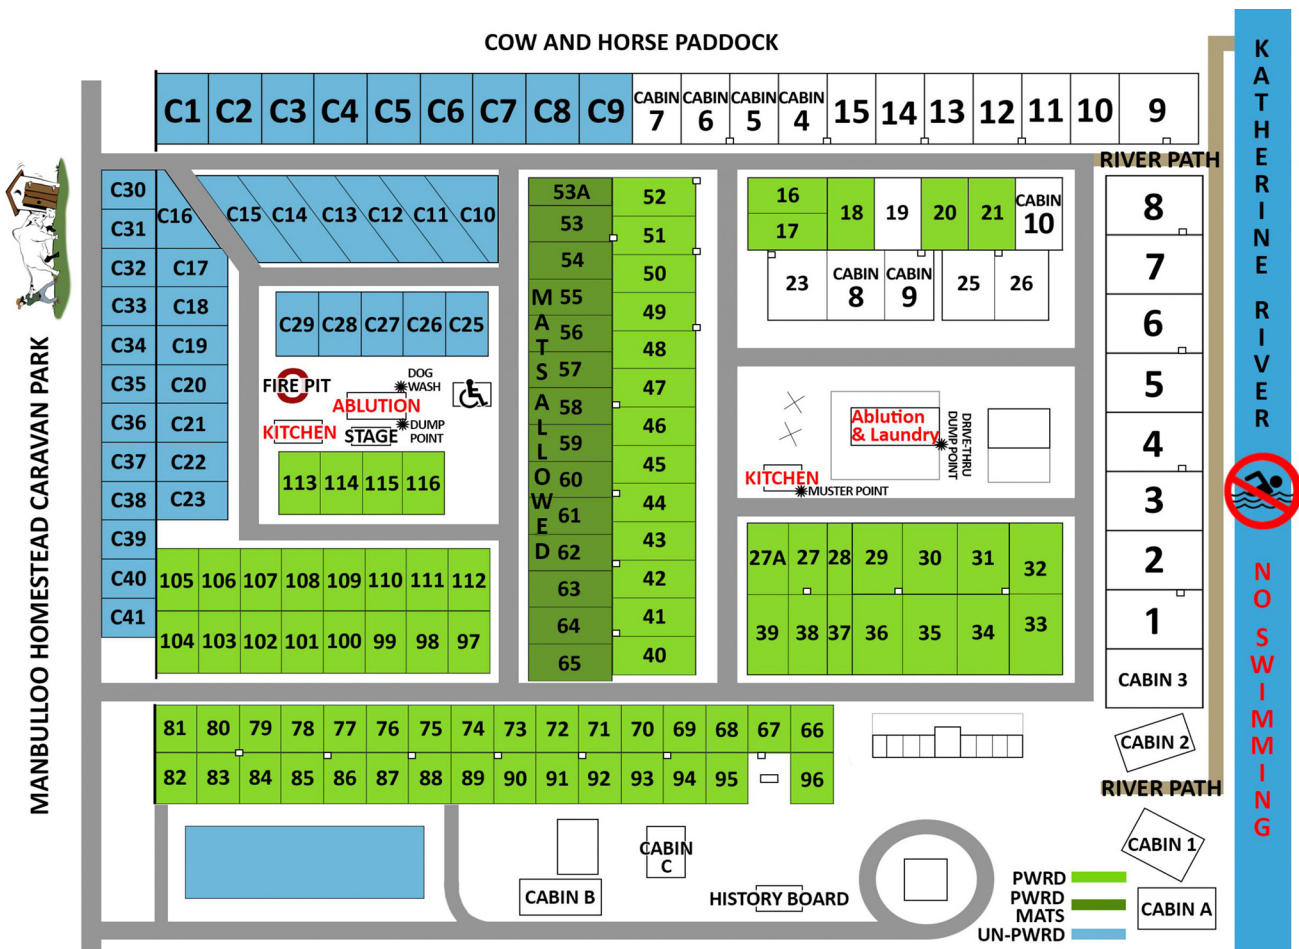 COW AND HORSE PADDOCK
C1 C2 C3 C4 C5 C6 C7 C8 C9 CABIN 7 CABIN 6 CABIN 5 CABIN 4 15 14 13 12 11 10 9
RIVER PATH
KATHERINE RIVER
NO SWIMMING
MANBULLOO HOMESTEAD CARAVAN PARK
C30
C31
C32
C33
C34
C35
C36
C37
C38
C39
C40
C41
C16
C17
C18
C19
C20
C21
C22
C23
C15 C14 C13 C12 C11 C10
C29 C28 C27 C26 C25
FIRE PIT
DOG
WASH
ABLUTION
KITCHEN
STAGE
DUMP
POINT
113 114 115 116
105 106 107 108 109 110 111 112
104 103 102 101 100 99 98 97
53A
53
54
55
56
57
58
59
60
61
62
63
64
65
MATS ALLOWED
52
51
50
49
48
47
46
45
44
43
42
41
40
16
17
18 19 20 21 CABIN
10
23 CABIN
8 CABIN
9 25 26
Ablution
& Laundry
DRIVE-THRU
DUMP POINT
KITCHEN
MUSTER POINT
27A 27 28 29 30 31 32
39 38 37 36 35 34 33
8
7
6
5
4
3
2
1
CABIN 3
CABIN 2
RIVER PATH
CABIN 1
CABIN A
81 80 79 78 77 76 75 74 73 72 71 70 69 68 67 66
82 83 84 85 86 87 88 89 90 91 92 93 94 95 96
CABIN B
CABIN
C
HISTORY BOARD
PWRD
PWRD
MATS
UN-PWRD